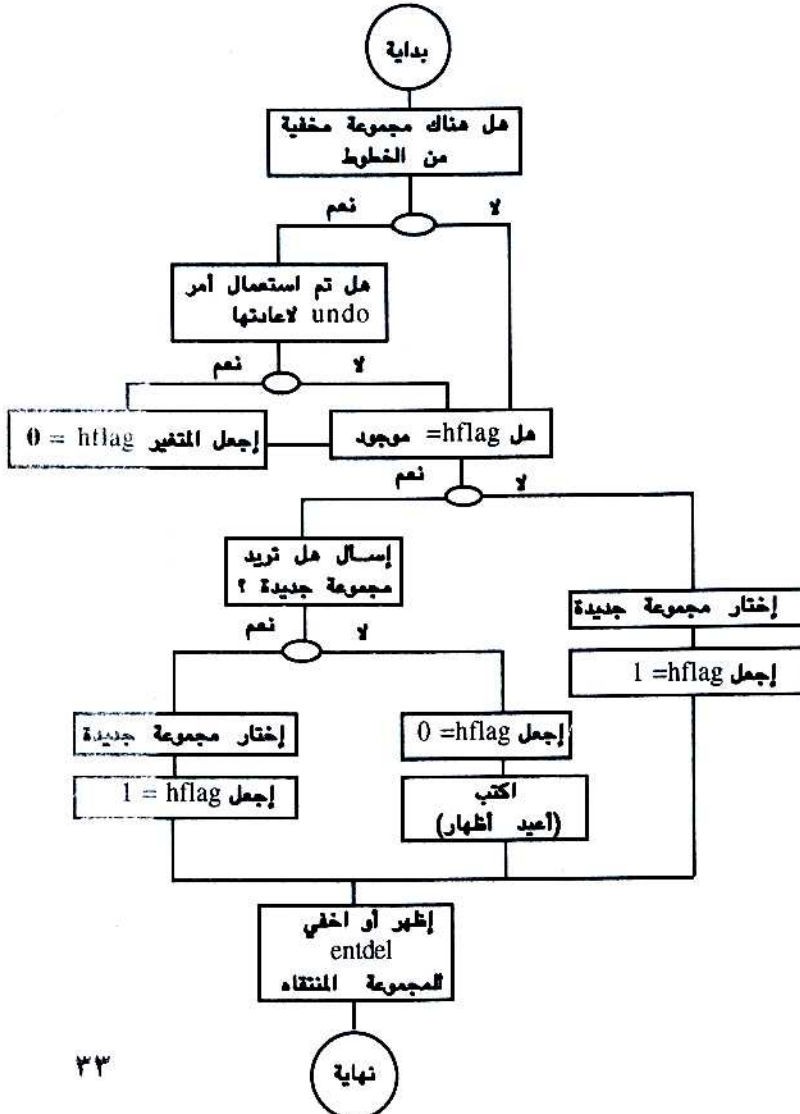 بداية
هل هناك مجموعة مخفية
من الخطوط
نعم
لا
هل تم استعمال أمر
undo لاعادتها
نعم
لا
إجعل المتغير hflag = 0
هل hflag= موجود
نعم
لا
إســأل هل تريد
مجموعة جديدة ؟
إختار مجموعة جديدة
إجعل hflag= 1
نعم
لا
إختار مجموعة جديدة
إجعل hflag = 1
إجعل hflag= 0
اكتب
(أعيد أظهار)
إظهر أو اخفي
entdel
المجموعة المنتقاه
نهاية
٣٣